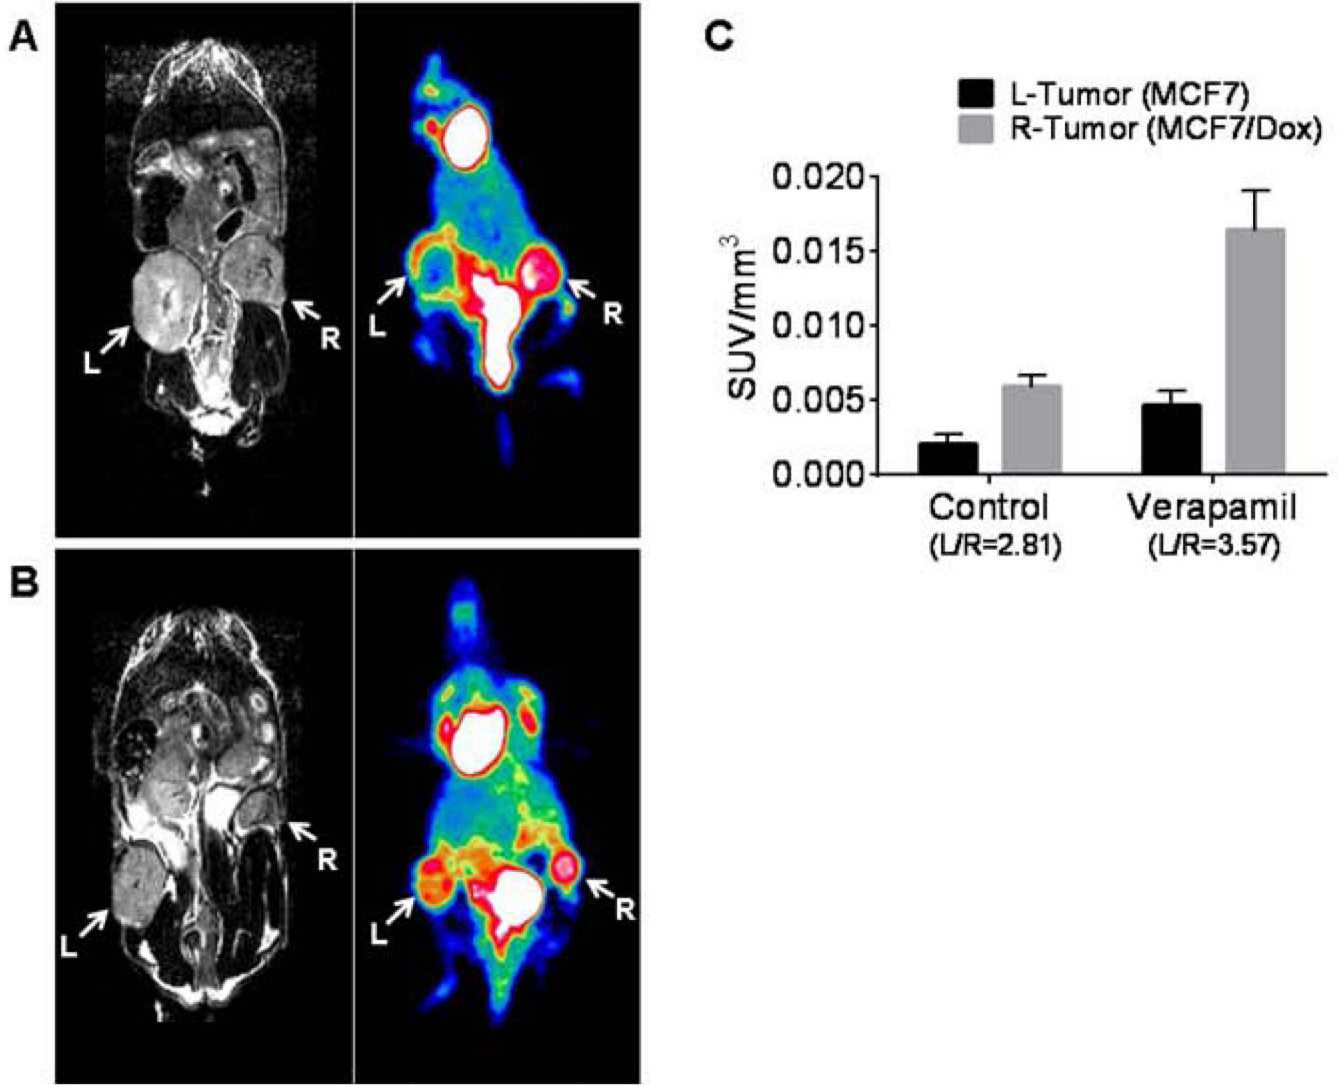 A
L
R
L
R
B
L
R
L
R
C
L-Tumor (MCF7)
R-Tumor (MCF7/Dox)
SUV/mm³
0.020
0.015
0.010
0.005
0.000
Control
(L/R=2.81)
Verapamil
(L/R=3.57)